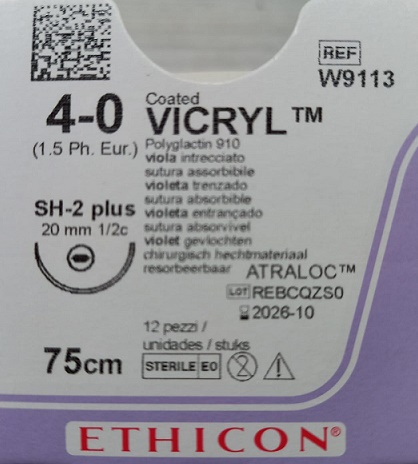 REF
W9113
4-0
(1.5 Ph. Eur.)
Coated
VICRYL™
Polyglactin 910
viola intrecciato
sutura assorbibile
violeta trenzado
sutura absorbible
violeta entrançado
sutura absorvível
violet gevlochten
chirurgisch hechtmateriaal
resorbeerbaar
SH-2 plus
20 mm 1/2c
ATRALOC™
LOT REBCQZS0
2026-10
12 pezzi /
unidades / stuks
75cm
STERILE EO
2
ETHICON®